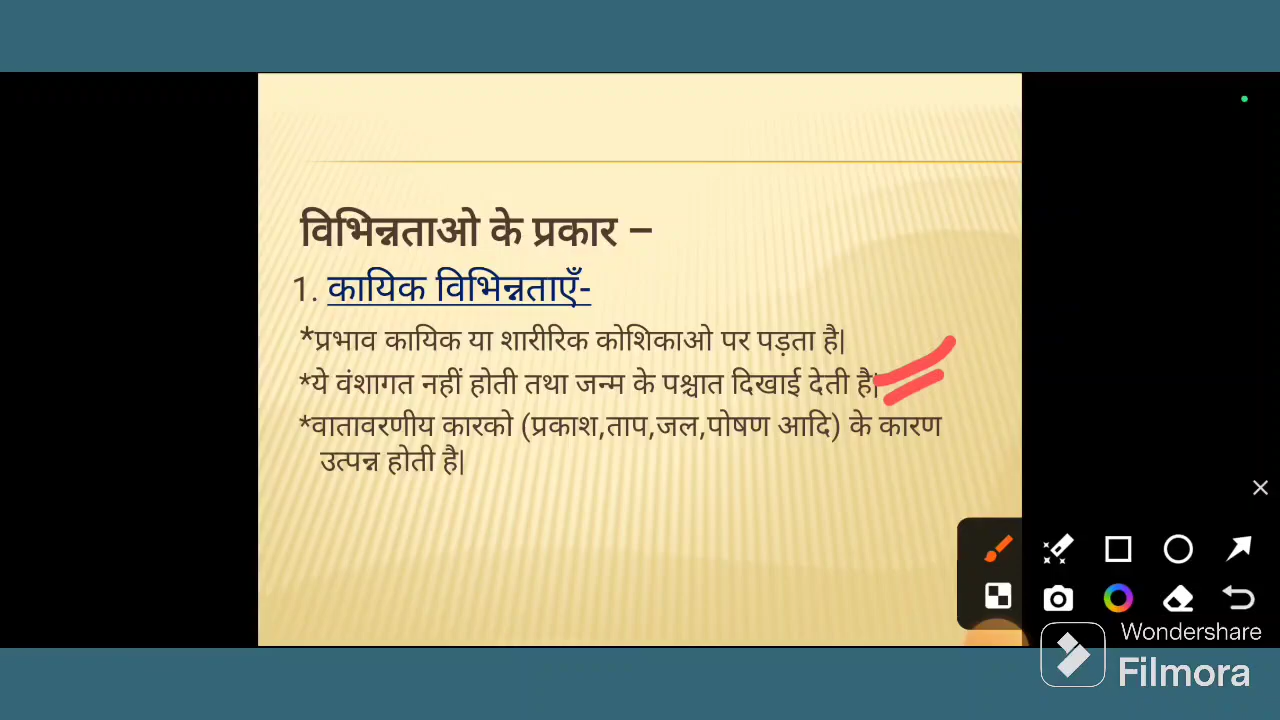 विभिन्नताओ के प्रकार –
1. कायिक विभिन्नताएँ-
*प्रभाव कायिक या शारीरिक कोशिकाओ पर पड़ता है|
*ये वंशागत नहीं होती तथा जन्म के पश्चात दिखाई देती है|
*वातावरणीय कारको (प्रकाश,ताप,जल,पोषण आदि) के कारण
उत्पन्न होती है|
Wondershare
Filmora